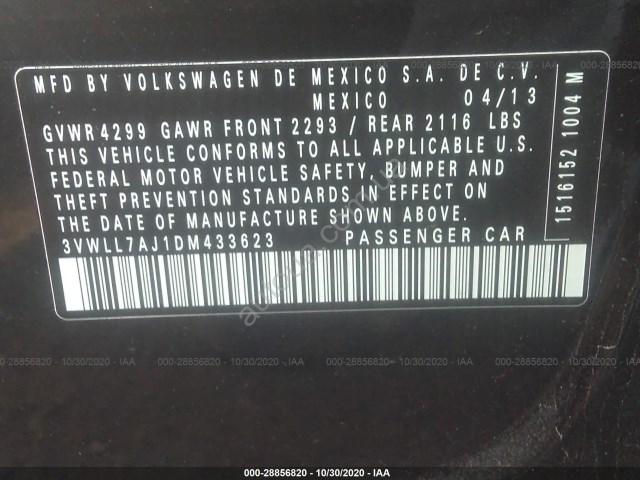 MFD BY VOLKSWAGEN DE MEXICO S.A. DE C.V.
MEXICO 04/13
GVWR 4299 GAWR FRONT 2293 / REAR 2116 LBS
THIS VEHICLE CONFORMS TO ALL APPLICABLE U.S.
FEDERAL MOTOR VEHICLE SAFETY, BUMPER AND
THEFT PREVENTION STANDARDS IN EFFECT ON
THE DATE OF MANUFACTURE SHOWN ABOVE.
3VWLL7AJ1DM433623 PASSENGER CAR
1516152 1004 M
000-28856820 - 10/30/2020 - IAA